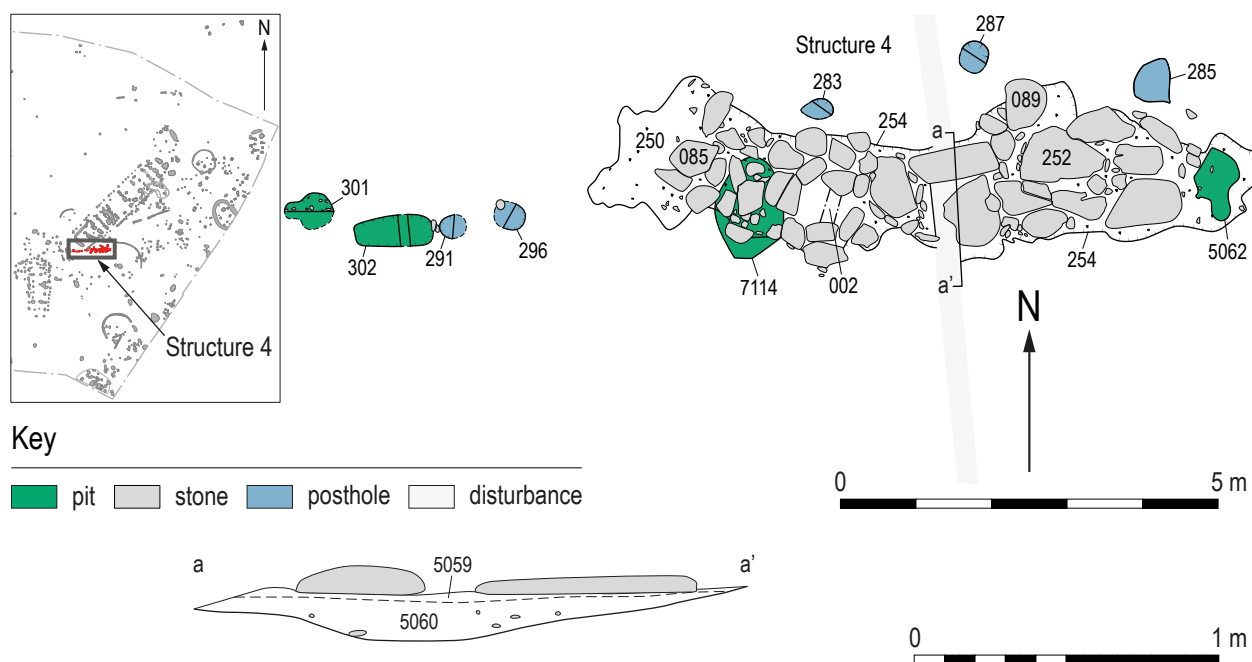 N
Structure 4
301
302
291
296
Structure 4
287
283
285
089
254
a
250
085
252
7114
002
a'
254
5062
N
Key
pit
stone
posthole
disturbance
0
5 m
a
5059
a'
5060
0
1 m